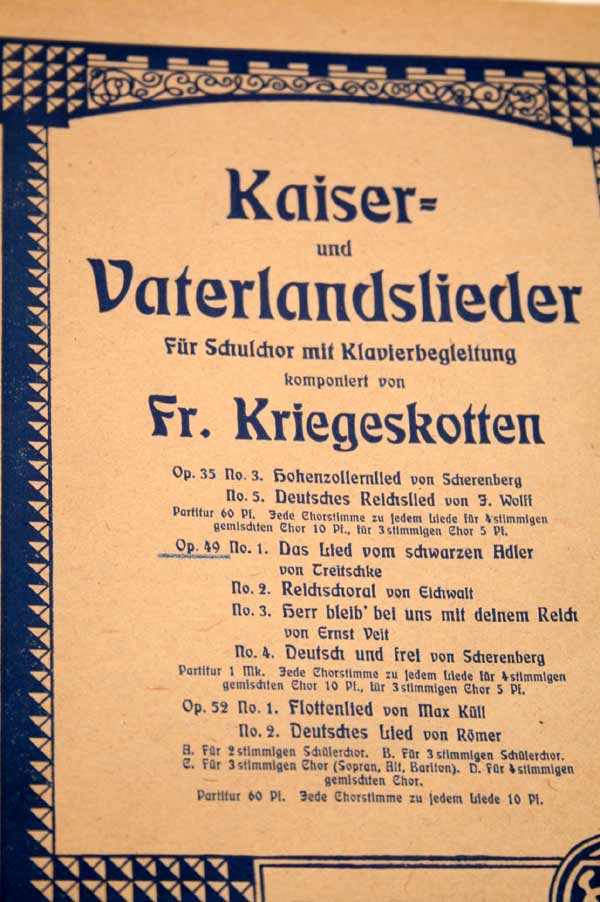 Kaiser=
und
Vaterlandslieder
Für Schulchor mit Klavierbegleitung
komponiert von
Fr. Kriegeskotten
Op. 35 No. 3. Hohenzollernlied von Scherenberg
No. 5. Deutsches Reichslied von J. Wolff
Partitur 60 Pf. Jede Chorstimme zu jedem Liede für 4stimmigen
gemischten Chor 10 Pf., für 3stimmigen Chor 5 Pf.
Op. 49 No. 1. Das Lied vom schwarzen Adler
von Treitschke
No. 2. Reichschoral von Eichwalt
No. 3. Herr bleib' bei uns mit deinem Reich
von Ernst Veit
No. 4. Deutsch und frei von Scherenberg
Partitur 1 Mk. Jede Chorstimme zu jedem Liede für 4stimmigen
gemischten Chor 10 Pf., für 3stimmigen Chor 5 Pf.
Op. 52 No. 1. Flottenlied von Max Küll
No. 2. Deutsches Lied von Römer
A. Für 2stimmigen Schülerchor. B. Für 3stimmigen Schülerchor.
C. Für 3stimmigen Chor (Sopran, Alt, Bariton). D. Für 4stimmigen
gemischten Chor.
Partitur 60 Pf. Jede Chorstimme zu jedem Liede 10 Pf.